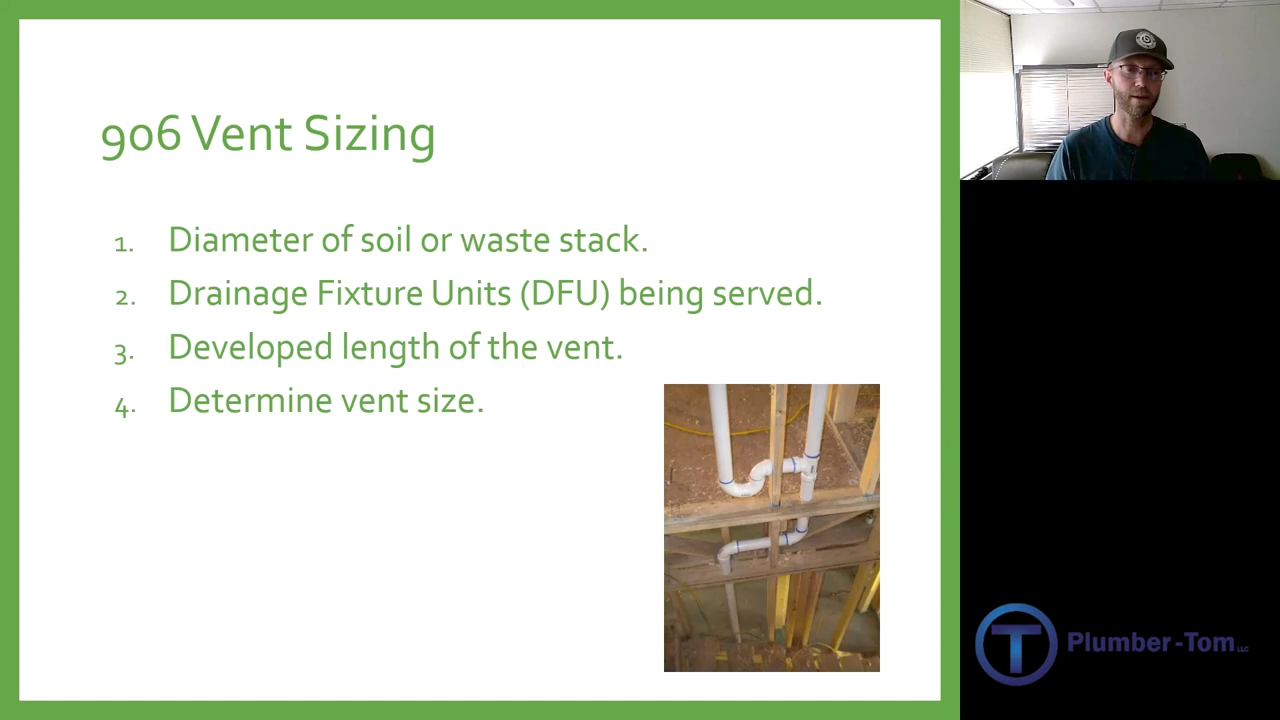 906 Vent Sizing
1. Diameter of soil or waste stack.
2. Drainage Fixture Units (DFU) being served.
3. Developed length of the vent.
4. Determine vent size.
T Plumber-Tom LLC